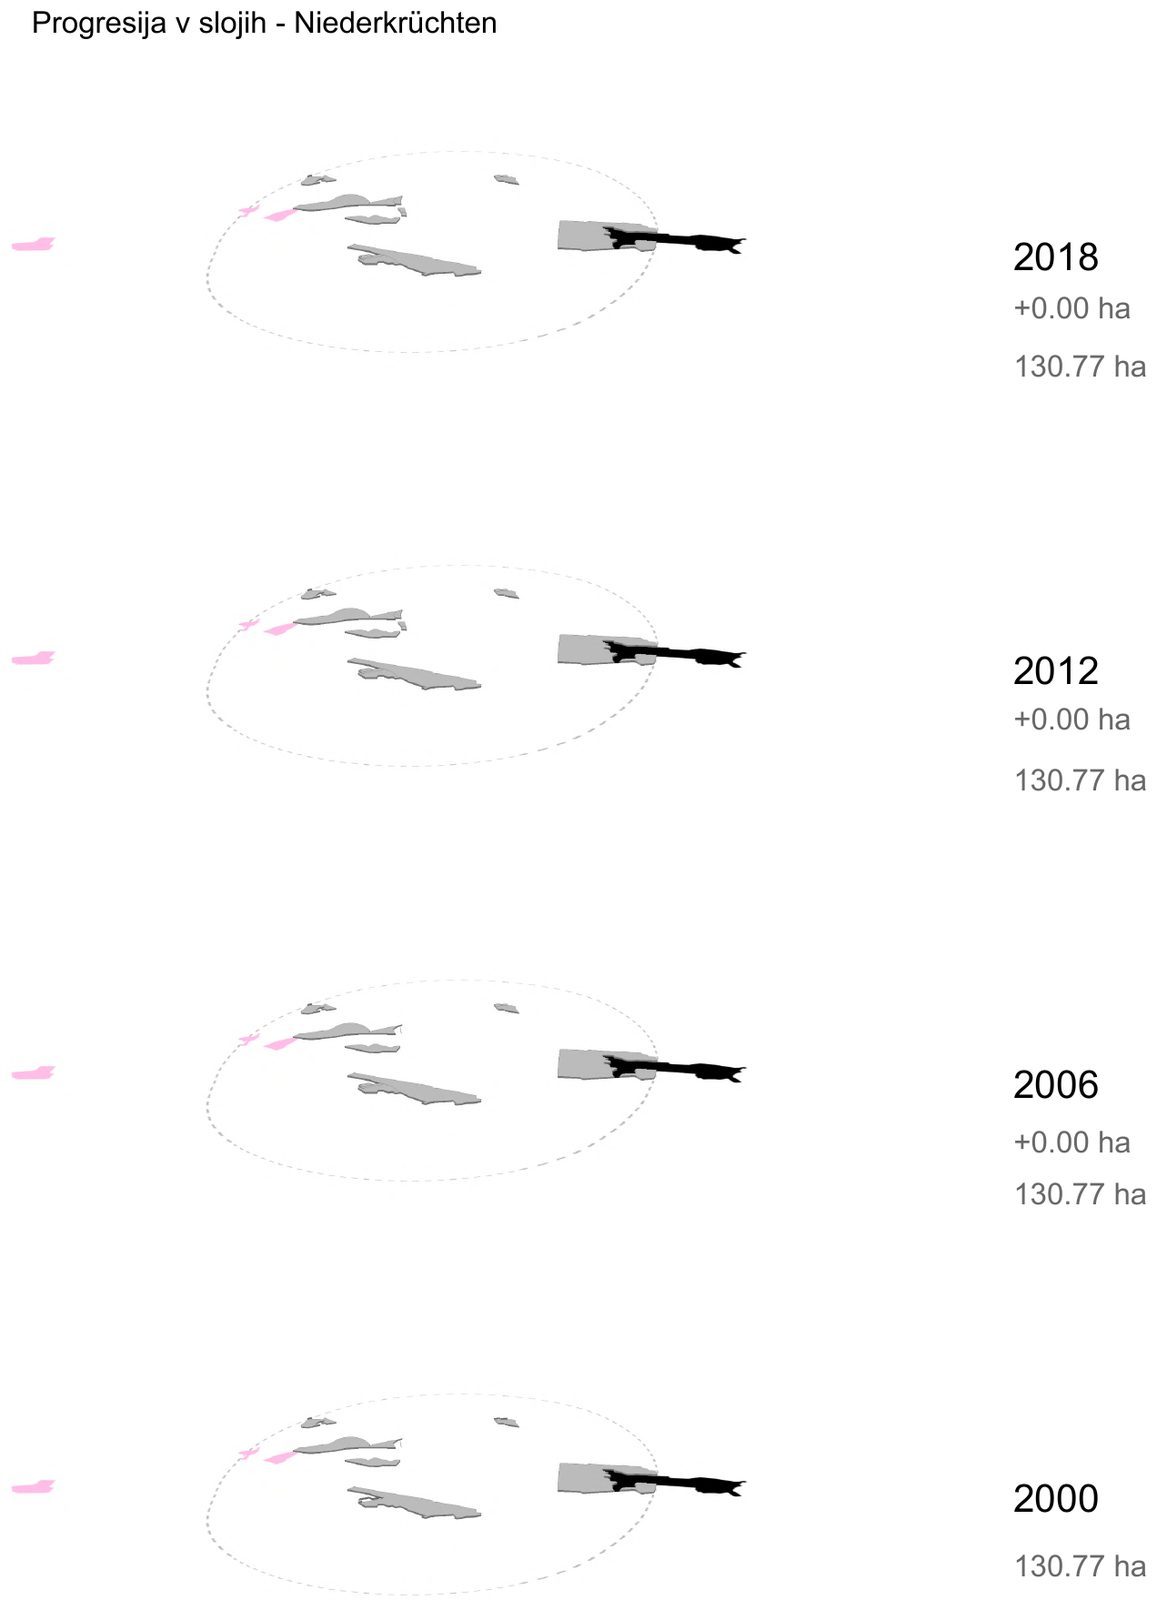 Progresija v slojih - Niederkrüchten
2018
+0.00 ha
130.77 ha
2012
+0.00 ha
130.77 ha
2006
+0.00 ha
130.77 ha
2000
130.77 ha